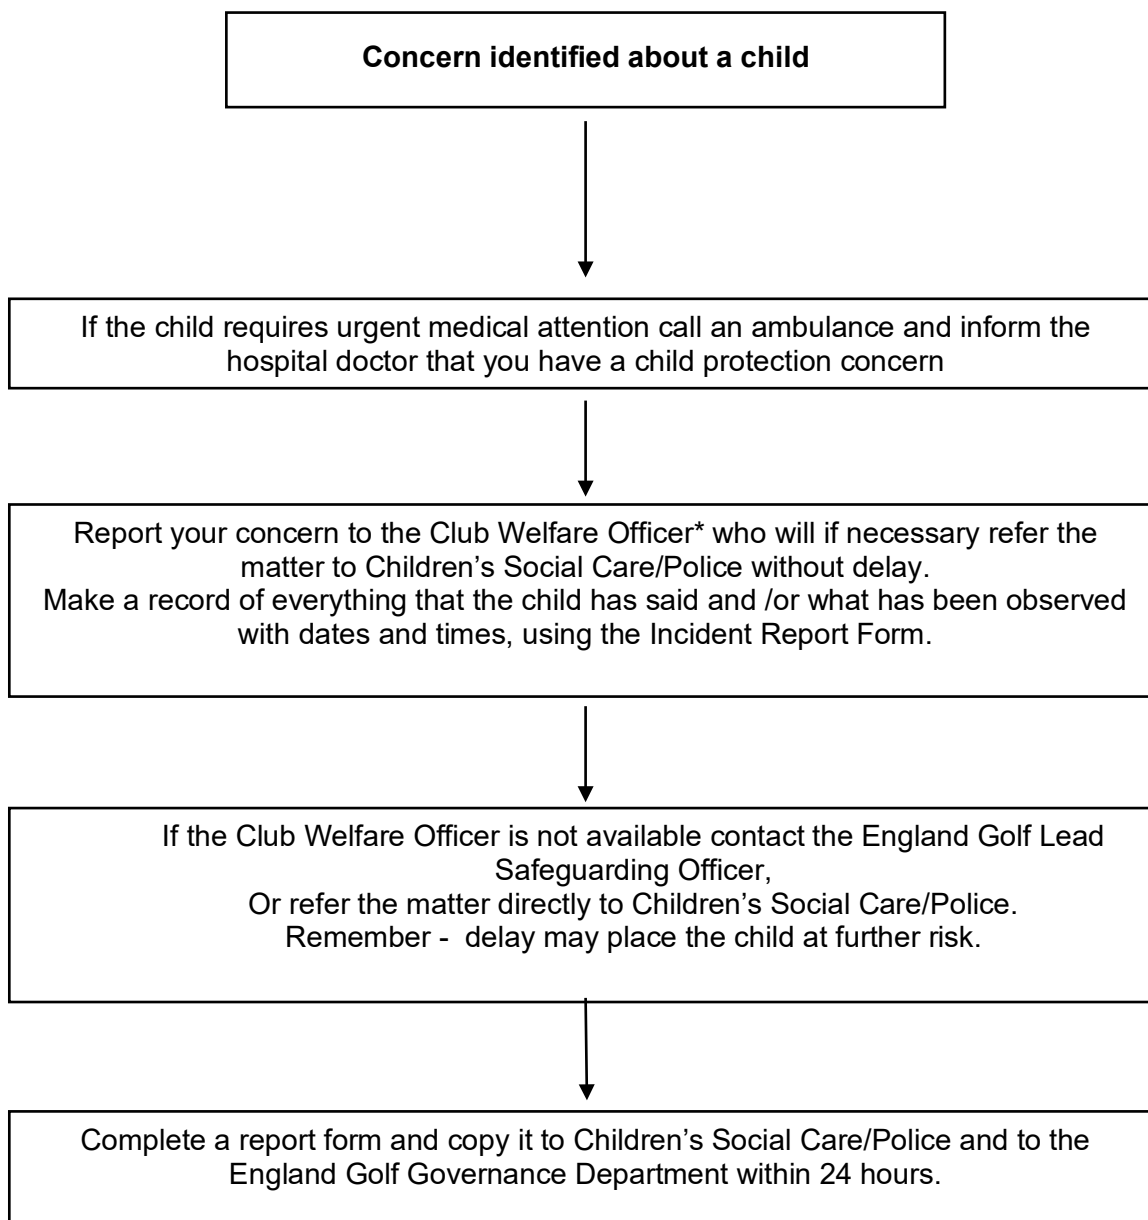 Concern identified about a child
If the child requires urgent medical attention call an ambulance and inform the
hospital doctor that you have a child protection concern
Report your concern to the Club Welfare Officer* who will if necessary refer the
matter to Children’s Social Care/Police without delay.
Make a record of everything that the child has said and /or what has been observed
with dates and times, using the Incident Report Form.
If the Club Welfare Officer is not available contact the England Golf Lead
Safeguarding Officer,
Or refer the matter directly to Children’s Social Care/Police.
Remember -  delay may place the child at further risk.
Complete a report form and copy it to Children’s Social Care/Police and to the
England Golf Governance Department within 24 hours.